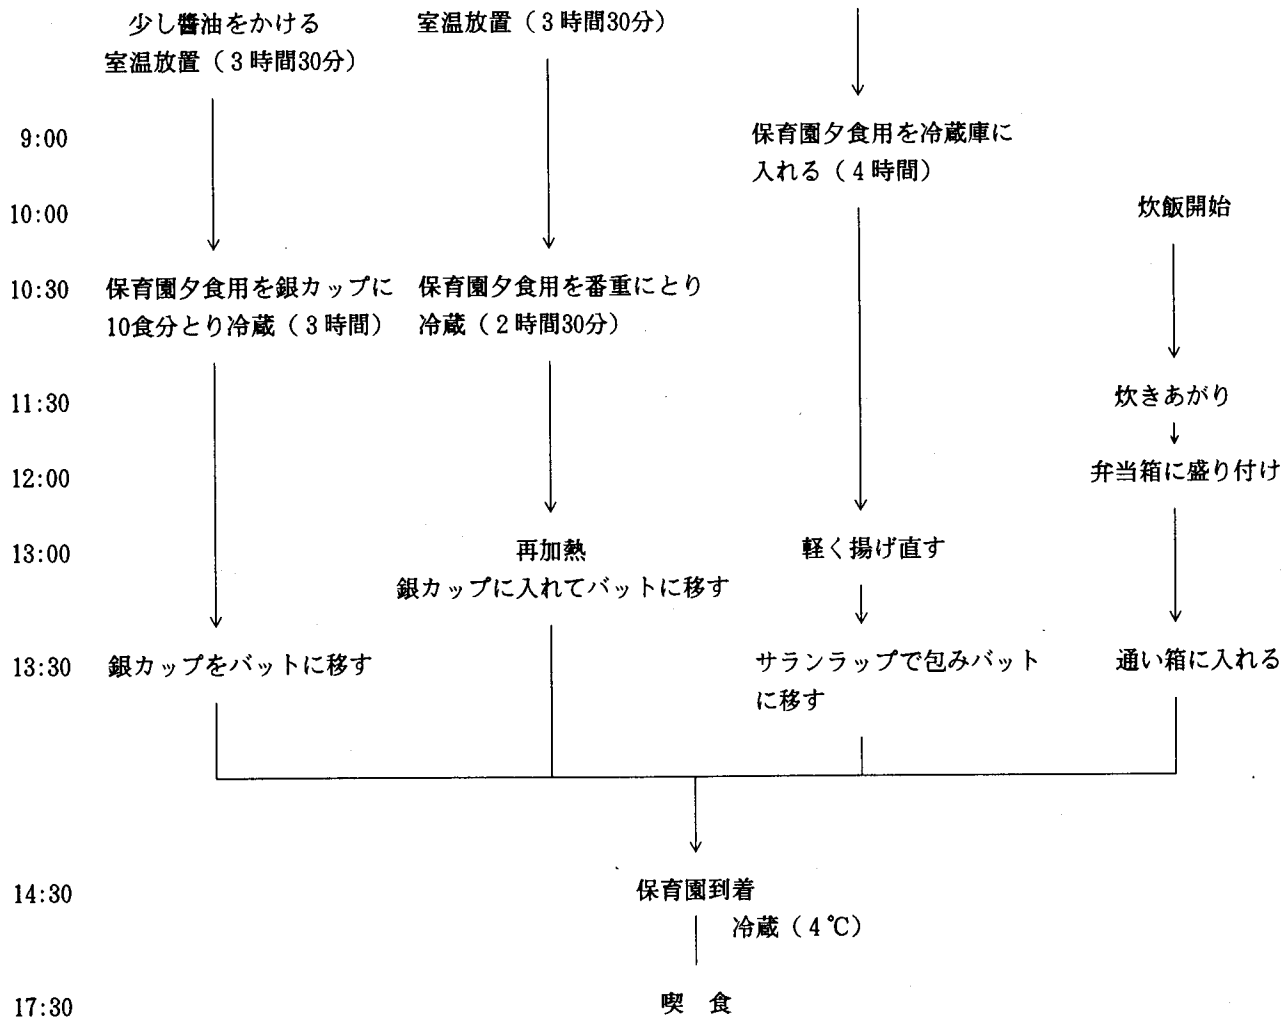 少し醬油をかける
室温放置（3時間30分）
室温放置（3時間30分）
9:00
保育園夕食用を冷蔵庫に
入れる（4時間）
10:00
炊飯開始
10:30
保育園夕食用を銀カップに
10食分とり冷蔵（3時間）
保育園夕食用を番重にとり
冷蔵（2時間30分）
11:30
炊きあがり
12:00
弁当箱に盛り付け
13:00
再加熱
銀カップに入れてバットに移す
軽く揚げ直す
13:30
銀カップをバットに移す
サランラップで包みバット
に移す
通い箱に入れる
14:30
保育園到着
冷蔵（4℃）
17:30
喫　食